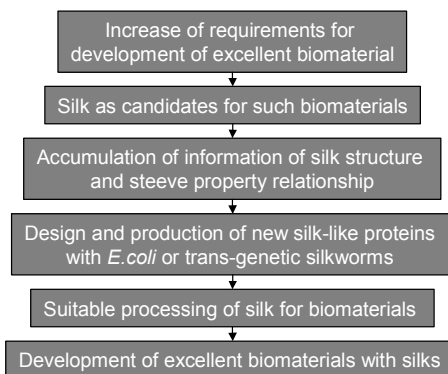 Increase of requirements for
development of excellent biomaterial
Silk as candidates for such biomaterials
Accumulation of information of silk structure
and steeve property relationship
Design and production of new silk-like proteins
with E.coli or trans-genetic silkworms
Suitable processing of silk for biomaterials
Development of excellent biomaterials with silks